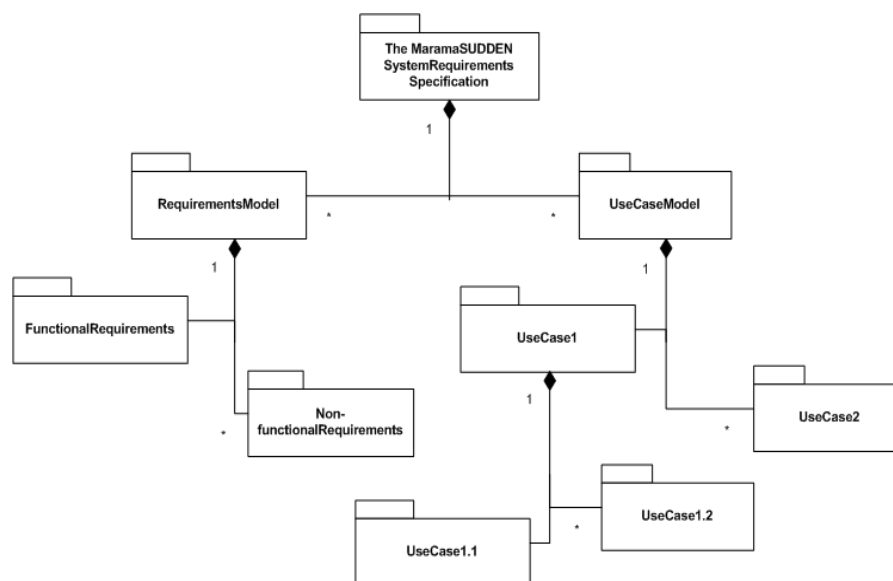 The MaramaSUDDEN
SystemRequirements
Specification
1
RequirementsModel
*
*
UseCaseModel
1
1
FunctionalRequirements
UseCase1
Non-
functionalRequirements
*
1
UseCase2
*
UseCase1.1
*
UseCase1.2